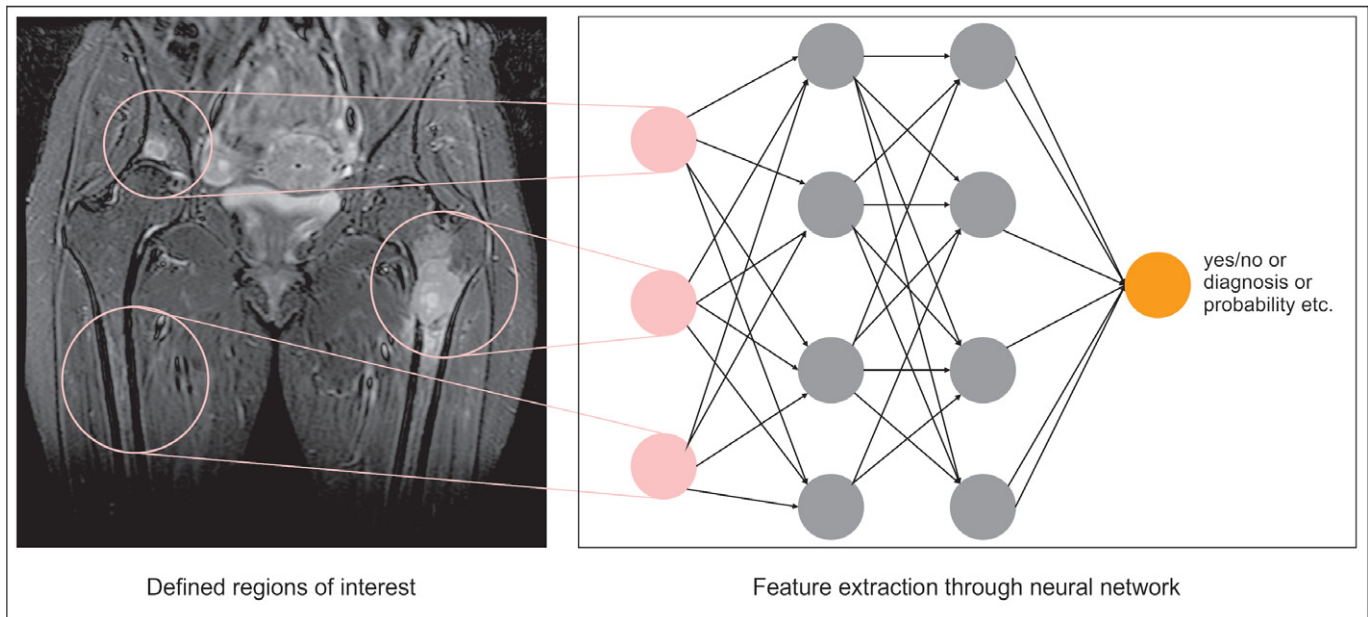 yes/no or
diagnosis or
probability etc.
Defined regions of interest
Feature extraction through neural network